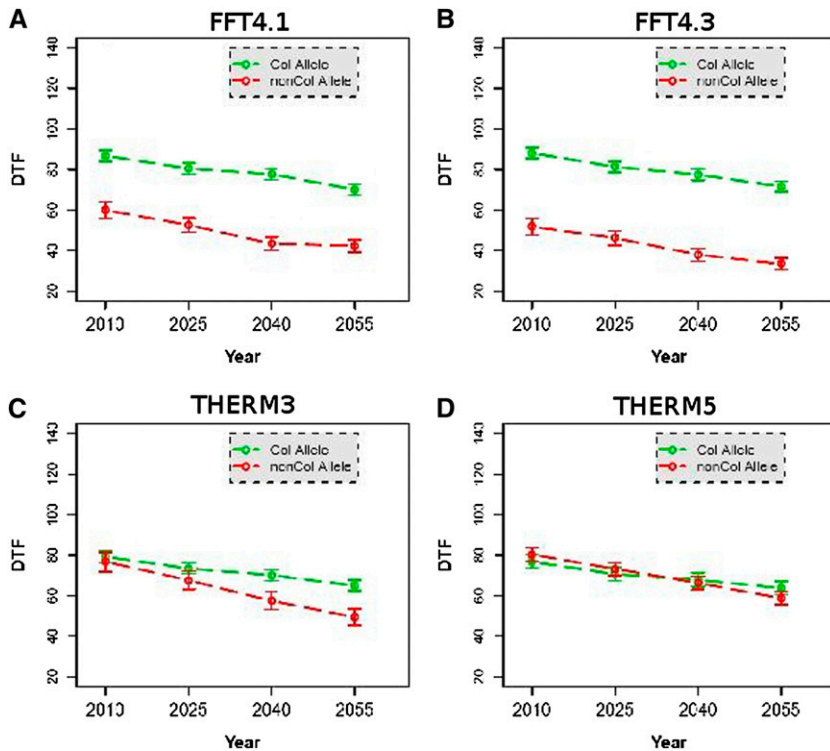 A
FFT4.1
140
120
100
80
60
40
20
DTF
Col Allele
nonCol Allele
2010
2025
2040
2055
Year
B
FFT4.3
140
120
100
80
60
40
20
DTF
Col Allele
nonCol Allele
2010
2025
2040
2055
Year
C
THERM3
140
120
100
80
60
40
20
DTF
Col Allele
nonCol Allele
2010
2025
2040
2055
Year
D
THERM5
140
120
100
80
60
40
20
DTF
Col Allele
nonCol Allele
2010
2025
2040
2055
Year